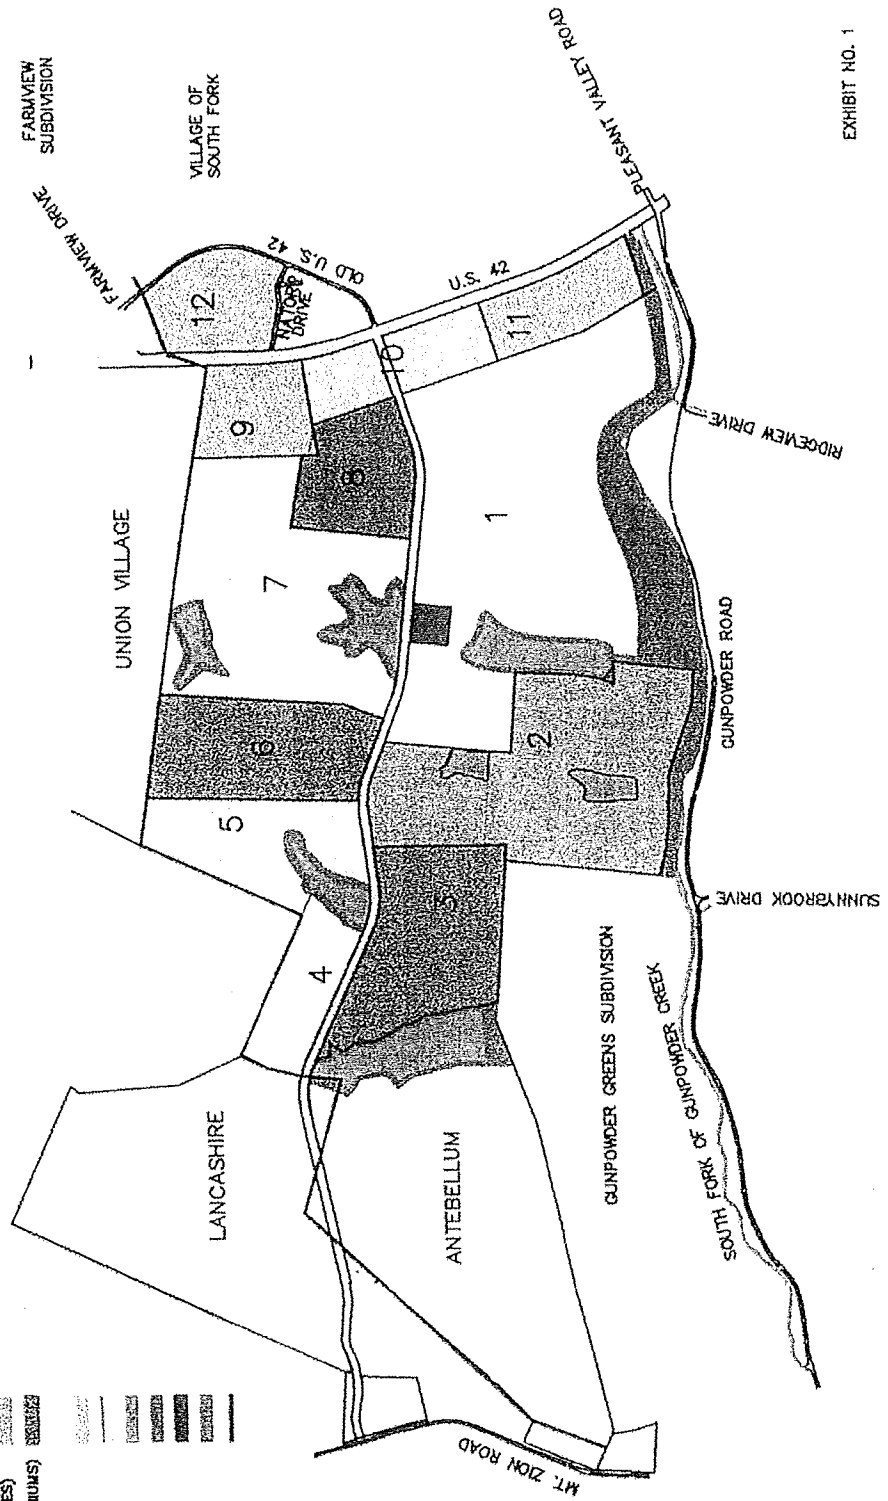 FARMVIEW
SUBDIVISION
FARMVIEW DRIVE
VILLAGE OF
SOUTH FORK
OLD U.S. 42
NATORP
DRIVE
12
U.S. 42
PLEASANT VALLEY ROAD
UNION VILLAGE
9
10
11
8
7
1
RIDGEVIEW DRIVE
6
5
2
GUNPOWDER ROAD
4
3
SUNNYBROOK DRIVE
LANCASHIRE
ANTEBELLUM
GUNPOWDER GREENS SUBDIVISION
SOUTH FORK OF GUNPOWDER CREEK
MT. ZION ROAD
EXHIBIT NO. 1